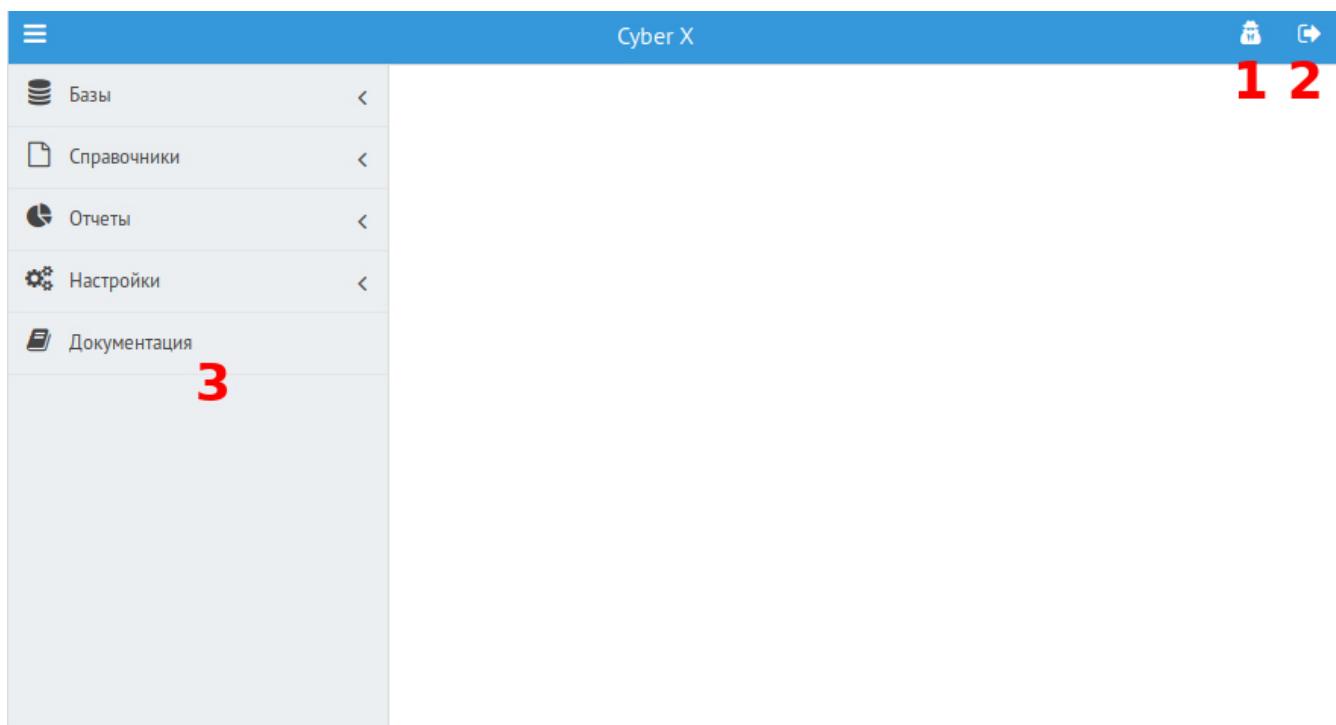 Cyber X
1 2
Базы
Справочники
Отчеты
Настройки
Документация
3